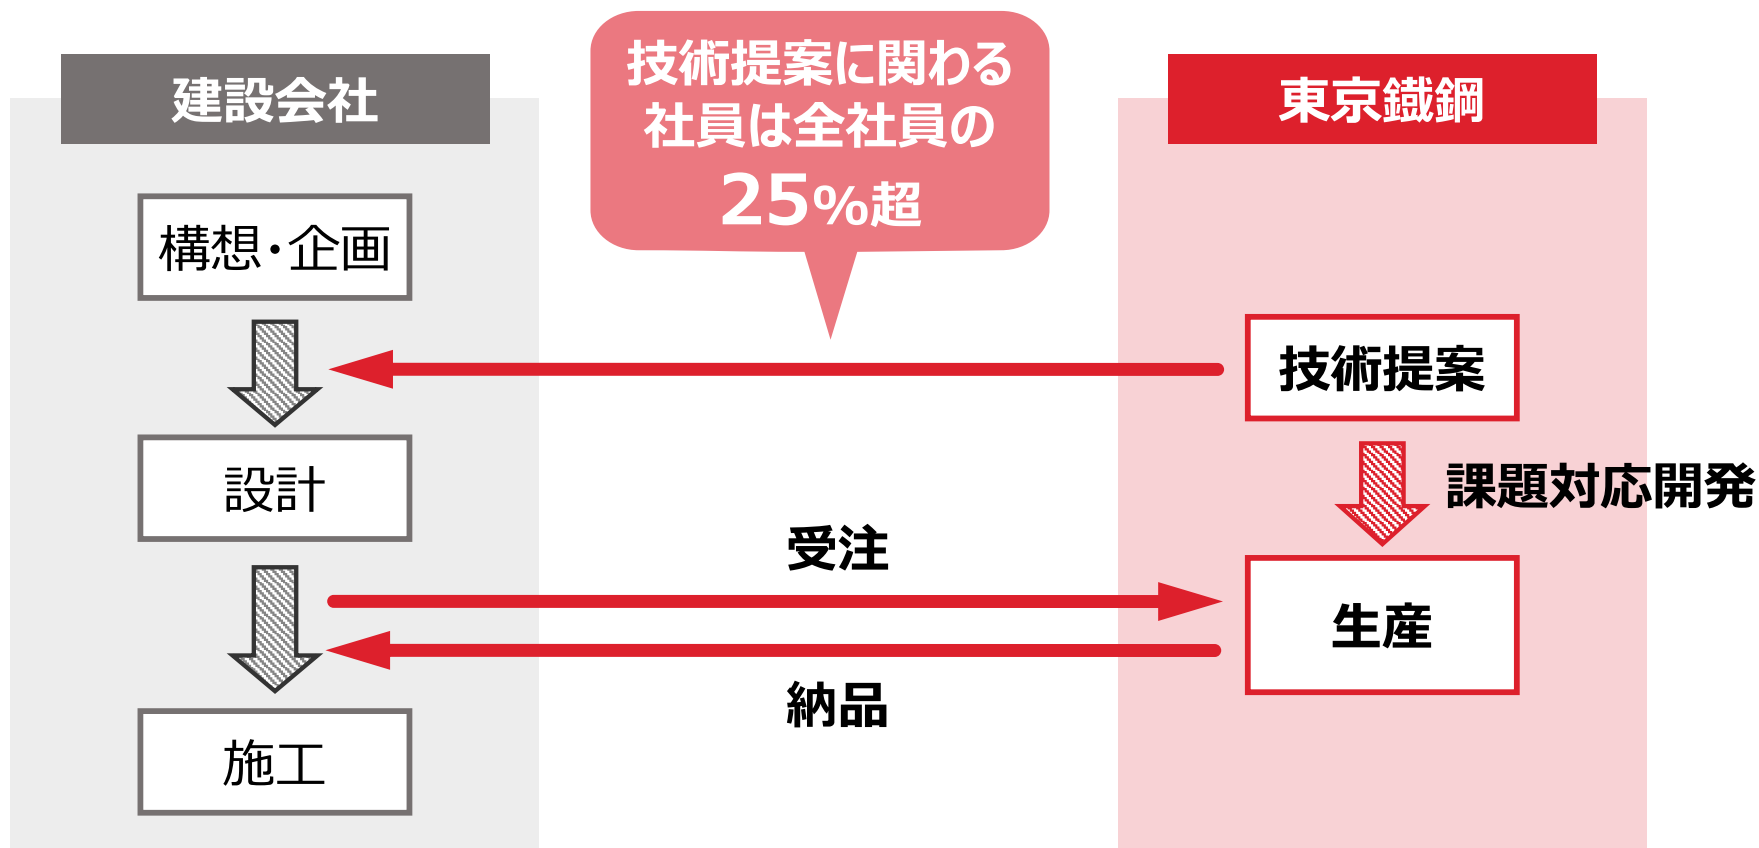 建設会社
構想・企画
設計
施工
技術提案に関わる
社員は全社員の
25%超
受注
納品
東京鐵鋼
技術提案
課題対応開発
生産